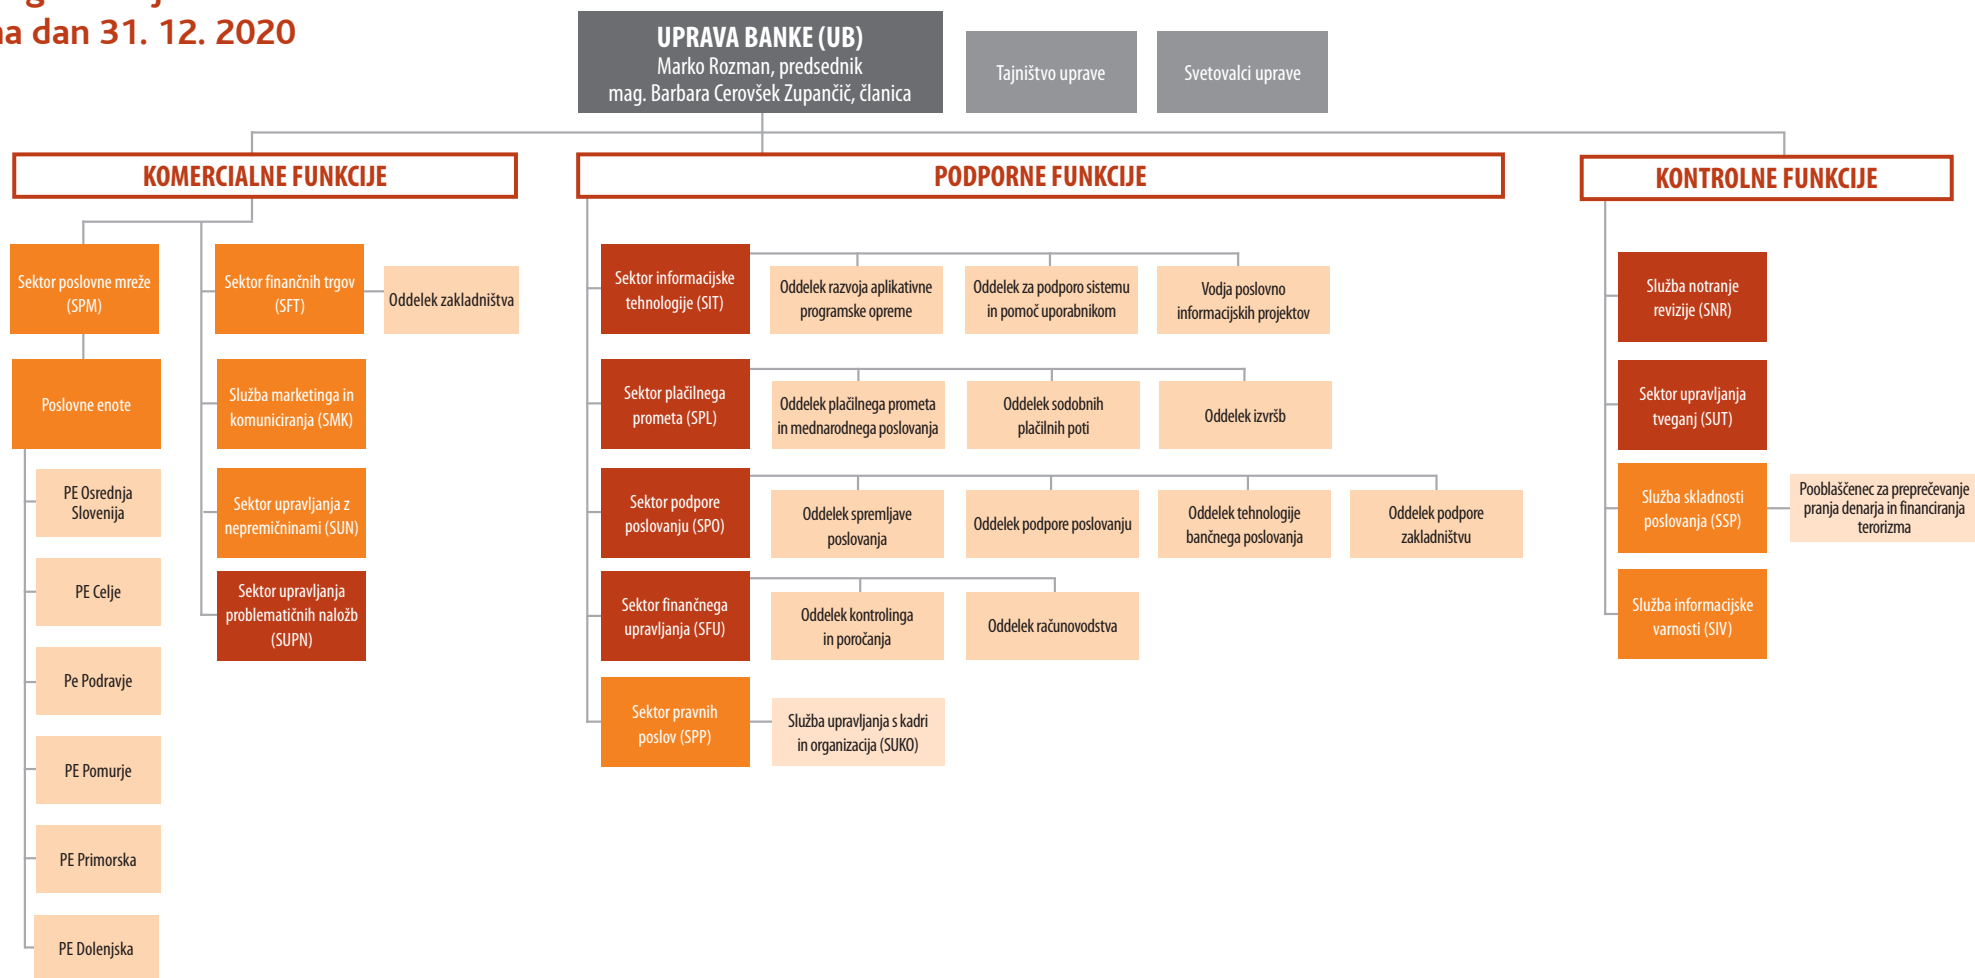 na dan 31. 12. 2020
UPRAVA BANKE (UB)
Marko Rozman, predsednik
mag. Barbara Cerovšek Zupančič, članica
Tajništvo uprave
Svetovalci uprave
KOMERCIALNE FUNKCIJE
Sektor poslovne mreže
(SPM)
Poslovne enote
PE Osrednja
Slovenija
PE Celje
Pe Podravje
PE Pomurje
PE Primorska
PE Dolenjska
Sektor finančnih trgov
(SFT)
Oddelek zakladništva
Služba marketinga in
komuniciranja (SMK)
Sektor upravljanja z
nepremičninami (SUN)
Sektor upravljanja
problematičnih naložb
(SUPN)
PODPORNE FUNKCIJE
Sektor informacijske
tehnologije (SIT)
Oddelek razvoja aplikativne
programske opreme
Oddelek za podporo sistemu
in pomoč uporabnikom
Vodja poslovno
informacijskih projektov
Sektor plačilnega
prometa (SPL)
Oddelek plačilnega prometa
in mednarodnega poslovanja
Oddelek sodobnih
plačilnih poti
Oddelek izvršb
Sektor podpore
poslovanju (SPO)
Oddelek spremljave
poslovanja
Oddelek podpore poslovanju
Oddelek tehnologije
bančnega poslovanja
Oddelek podpore
zakladništvu
Sektor finančnega
upravljanja (SFU)
Oddelek kontrolinga
in poročanja
Oddelek računovodstva
Sektor pravnih
poslov (SPP)
Služba upravljanja s kadri
in organizacija (SUKO)
KONTROLNE FUNKCIJE
Služba notranje
revizije (SNR)
Sektor upravljanja
tveganj (SUT)
Služba skladnosti
poslovanja (SSP)
Pooblaščenec za preprečevanje
pranja denarja in financiranja
terorizma
Služba informacijske
varnosti (SIV)